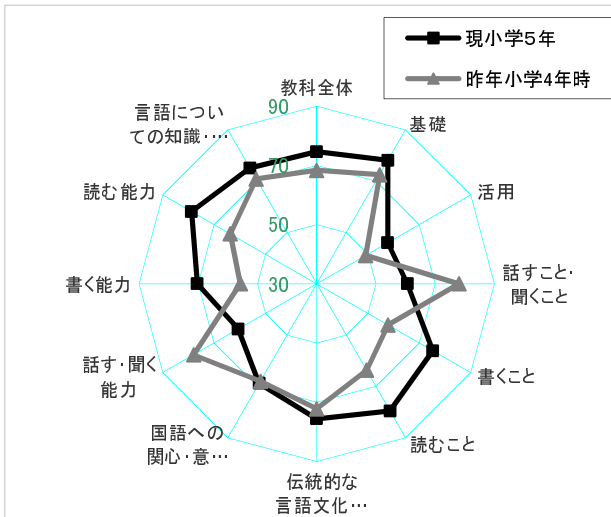 現小学5年
昨年小学4年時
教科全体
基礎
活用
話すこと・
聞くこと
書くこと
読むこと
伝統的な
言語文化…
国語への
関心・意…
話す・聞く
能力
書く能力
読む能力
言語につい
ての知識・…
90
70
50
30